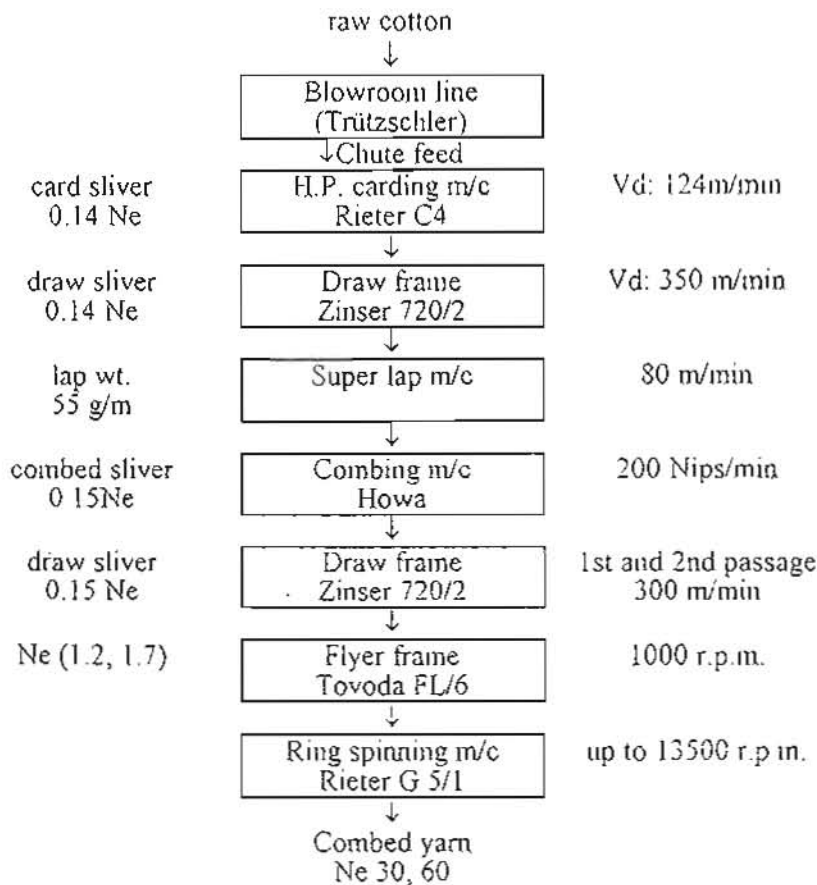 raw cotton
↓
Blowroom line
(Trützschler)
↓Chute feed
card sliver
0.14 Ne
H.P. carding m/c
Rieter C4
Vd: 124m/min
↓
draw sliver
0.14 Ne
Draw frame
Zinser 720/2
Vd: 350 m/min
↓
lap wt.
55 g/m
Super lap m/c
80 m/min
↓
combed sliver
0 15Ne
Combing m/c
Howa
200 Nips/min
↓
draw sliver
0.15 Ne
Draw frame
Zinser 720/2
1st and 2nd passage
300 m/min
↓
Ne (1.2, 1.7)
Flyer frame
Tovoda FL/6
1000 r.p.m.
↓
Ring spinning m/c
Rieter G 5/1
up to 13500 r.p m.
↓
Combed yarn
Ne 30, 60